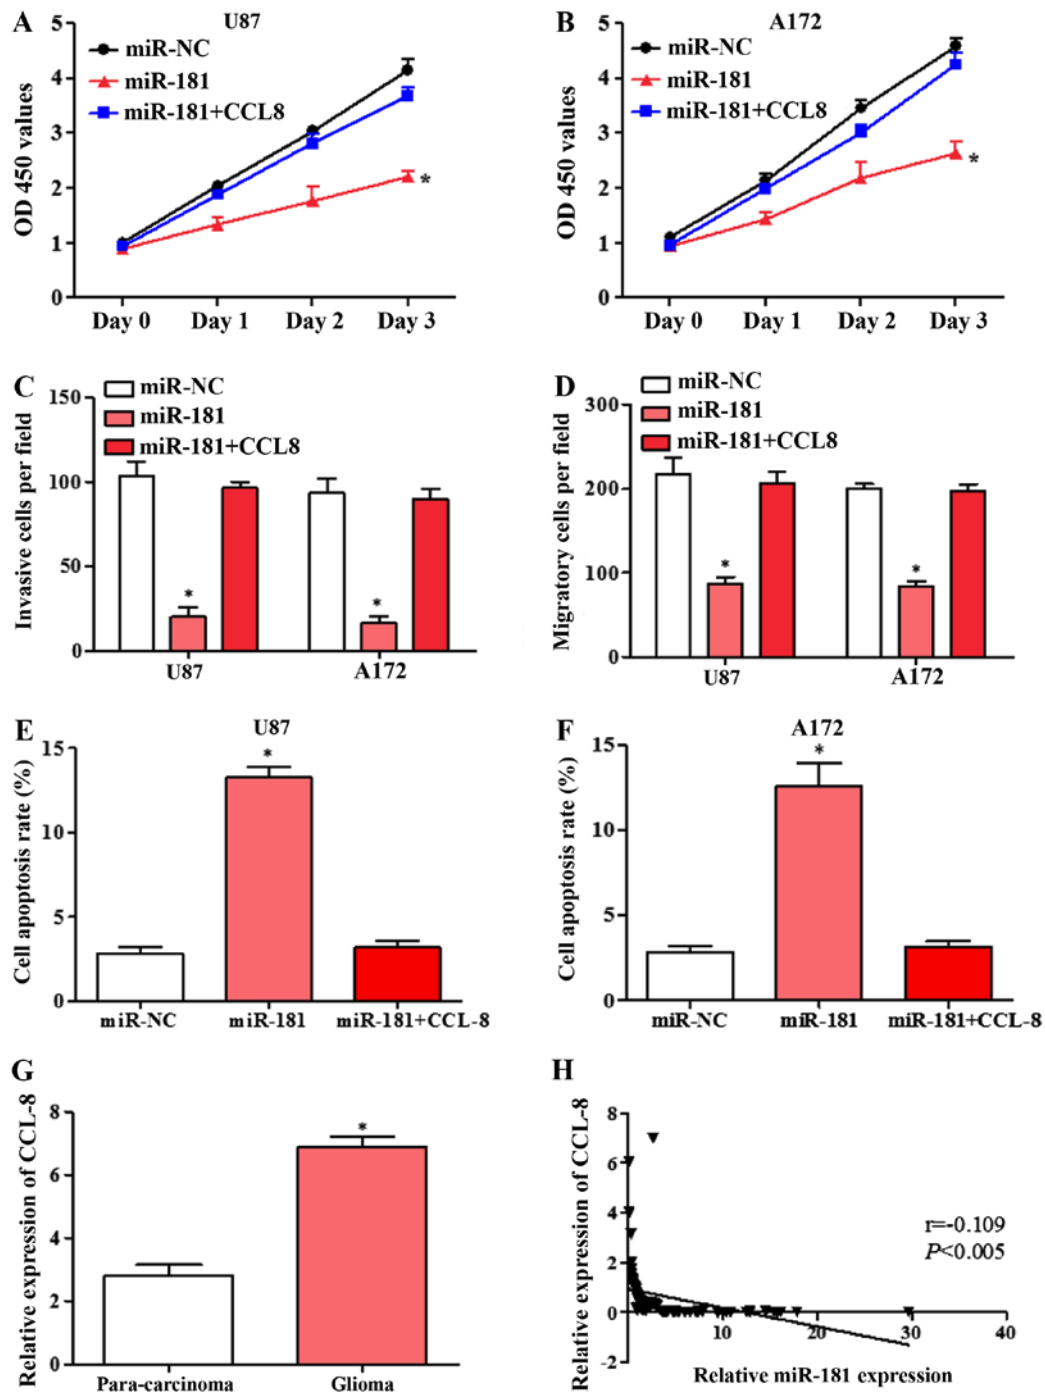 A
U87
5
4
3
2
1
0
OD 450 values
miR-NC
miR-181
miR-181+CCL8
*
Day 0 Day 1 Day 2 Day 3
B
A172
5
4
3
2
1
0
OD 450 values
miR-NC
miR-181
miR-181+CCL8
*
Day 0 Day 1 Day 2 Day 3
C
miR-NC
miR-181
miR-181+CCL8
150
100
50
0
Invasive cells per field
* *
U87 A172
D
miR-NC
miR-181
miR-181+CCL8
300
200
100
0
Migratory cells per field
* *
U87 A172
E
U87
15
10
5
0
Cell apoptosis rate (%)
*
miR-NC miR-181 miR-181+CCL-8
F
A172
15
10
5
0
Cell apoptosis rate (%)
*
miR-NC miR-181 miR-181+CCL-8
G
8
6
4
2
0
Relative expression of CCL-8
*
Para-carcinoma Glioma
H
8
6
4
2
0
-2
Relative expression of CCL-8
r=-0.109
P<0.005
10 20 30 40
Relative miR-181 expression